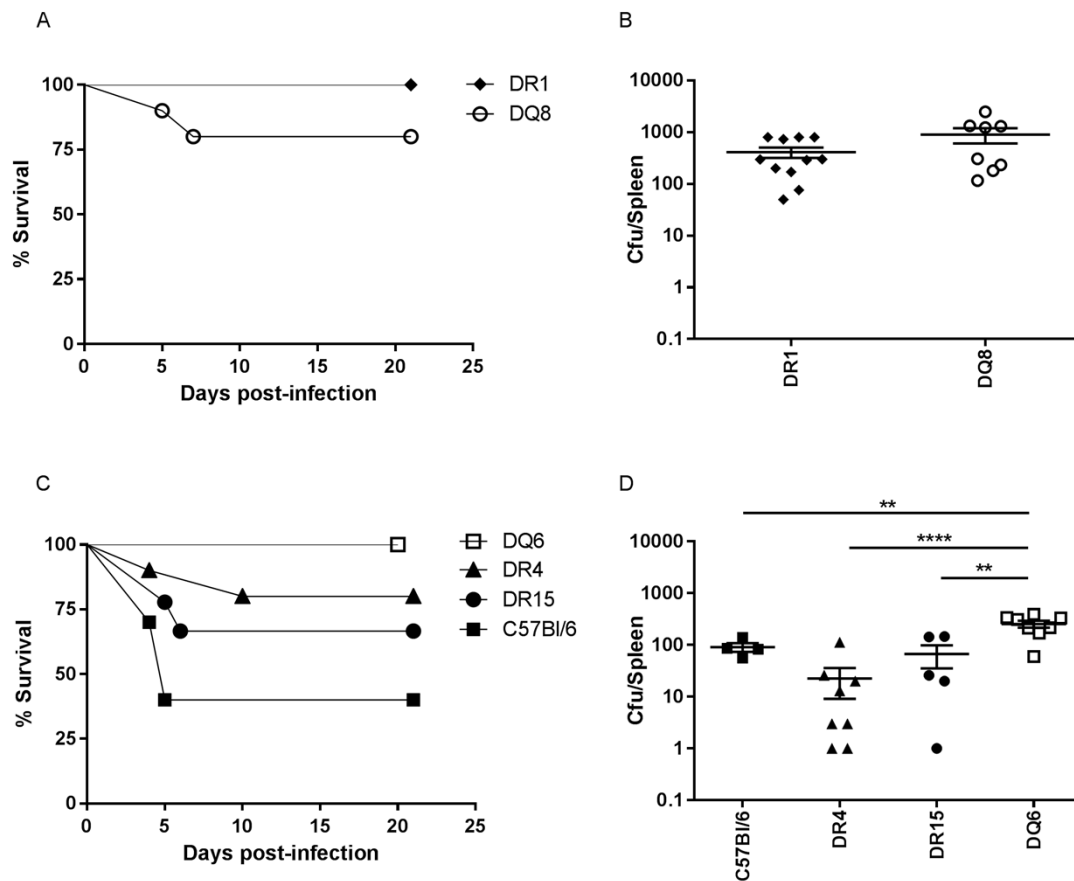 A
100
75
50
25
0
% Survival
0 5 10 15 20 25
Days post-infection
DR1
DQ8
B
10000
1000
100
10
1
0.1
Cfu/Spleen
DR1
DQ8
C
100
75
50
25
0
% Survival
0 5 10 15 20 25
Days post-infection
DQ6
DR4
DR15
C57Bl/6
D
**
****
**
10000
1000
100
10
1
0.1
Cfu/Spleen
C57Bl/6
DR4
DR15
DQ6